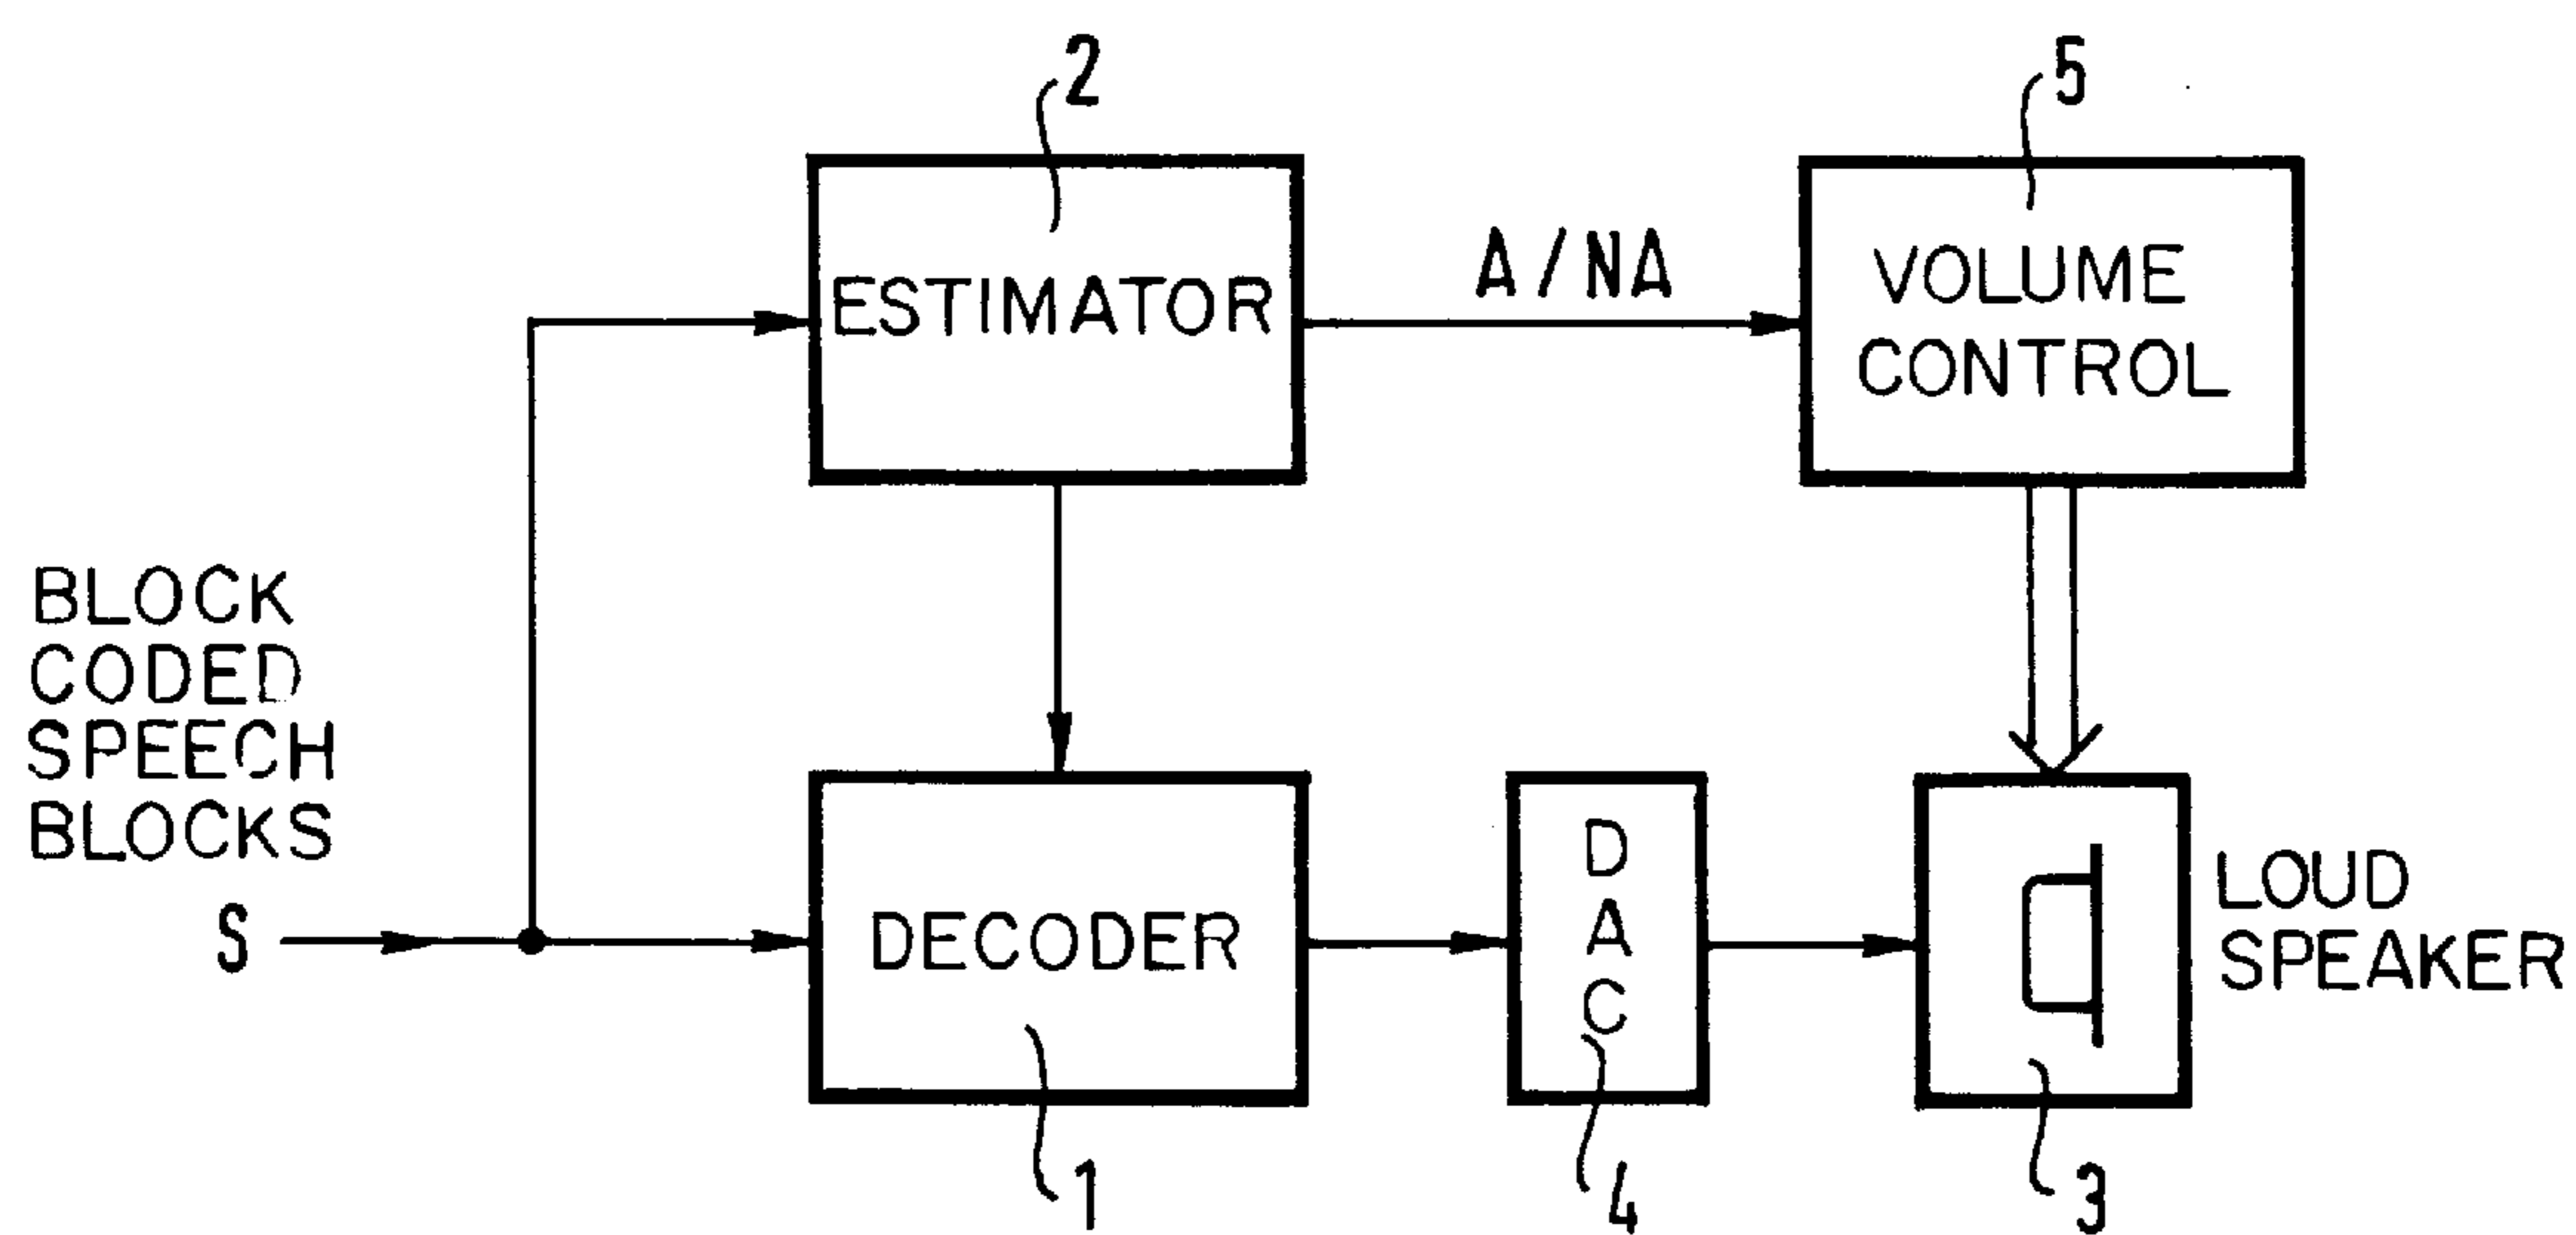 2
5
ESTIMATOR
A/NA
VOLUME
CONTROL
BLOCK
CODED
SPEECH
BLOCKS
S
DECODER
D
A
C
LOUD
SPEAKER
1
4
3